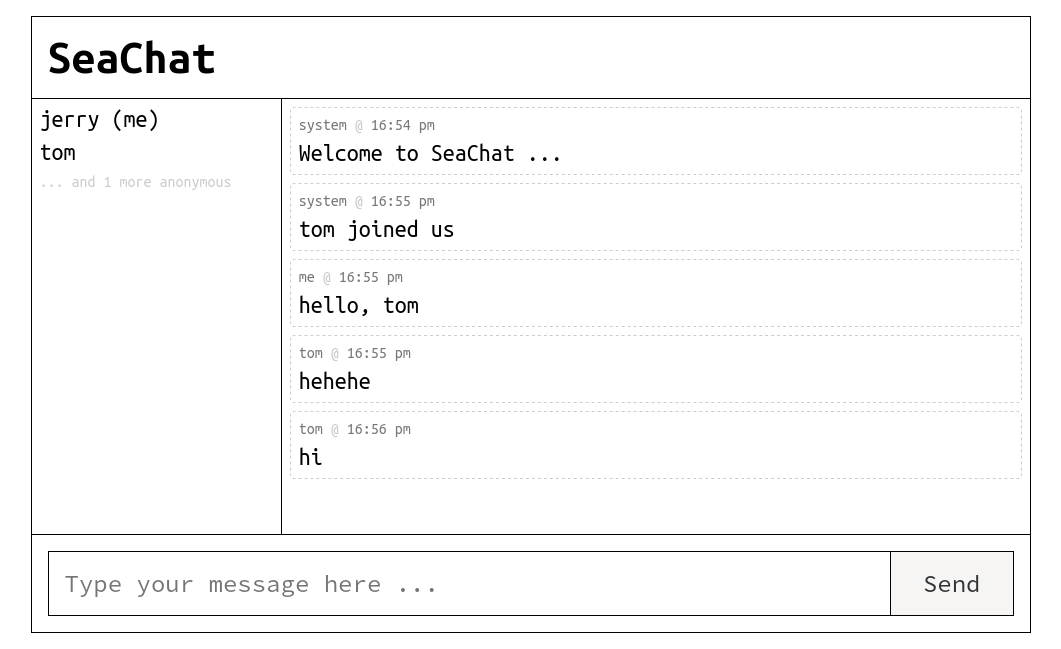 SeaChat
jerry (me)
tom
... and 1 more anonymous
system @ 16:54 pm
Welcome to SeaChat ...
system @ 16:55 pm
tom joined us
me @ 16:55 pm
hello, tom
tom @ 16:55 pm
hehehe
tom @ 16:56 pm
hi
Type your message here ...
Send